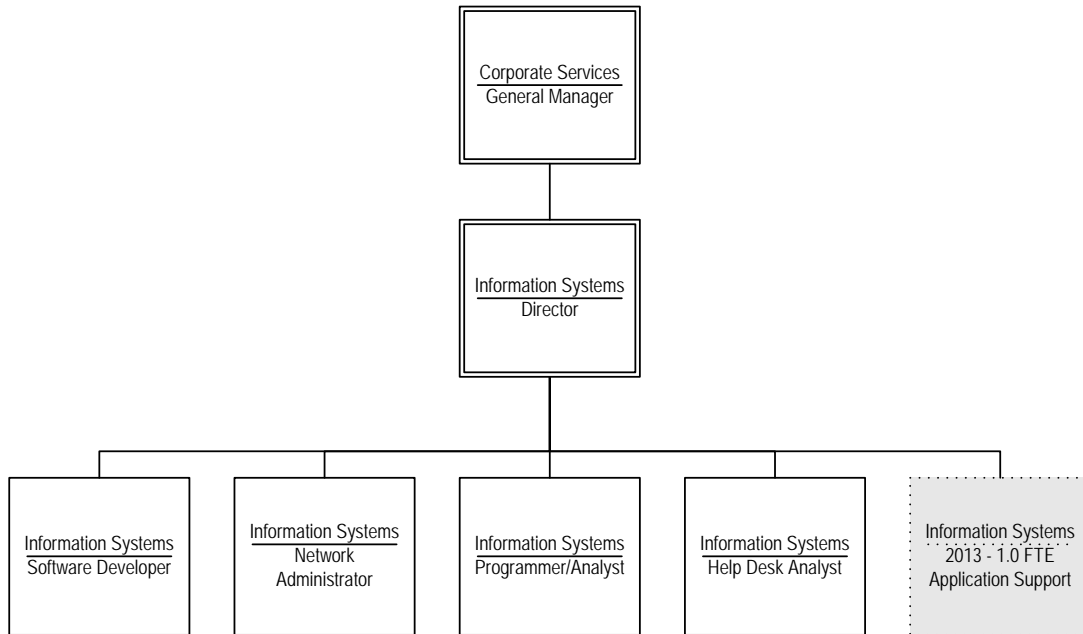 Corporate Services
General Manager
Information Systems
Director
Information Systems
Software Developer
Information Systems
Network
Administrator
Information Systems
Programmer/Analyst
Information Systems
Help Desk Analyst
Information Systems
2013 - 1.0 FTE
Application Support